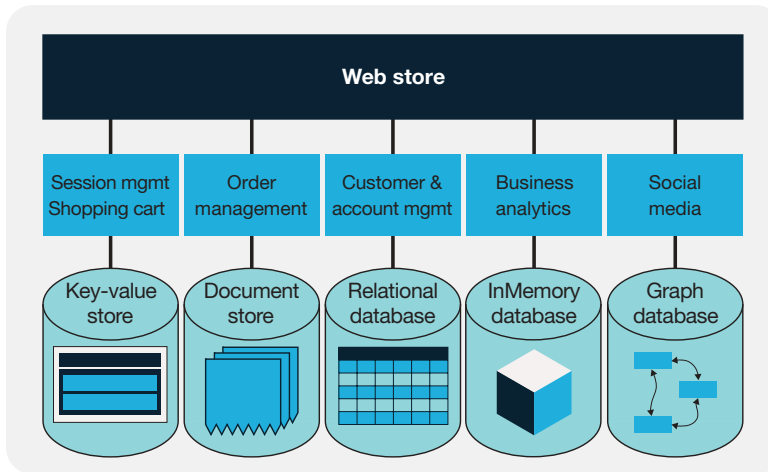 Web store
Session mgmt
Shopping cart
Order
management
Customer &
account mgmt
Business
analytics
Social
media
Key-value
store
Document
store
Relational
database
InMemory
database
Graph
database